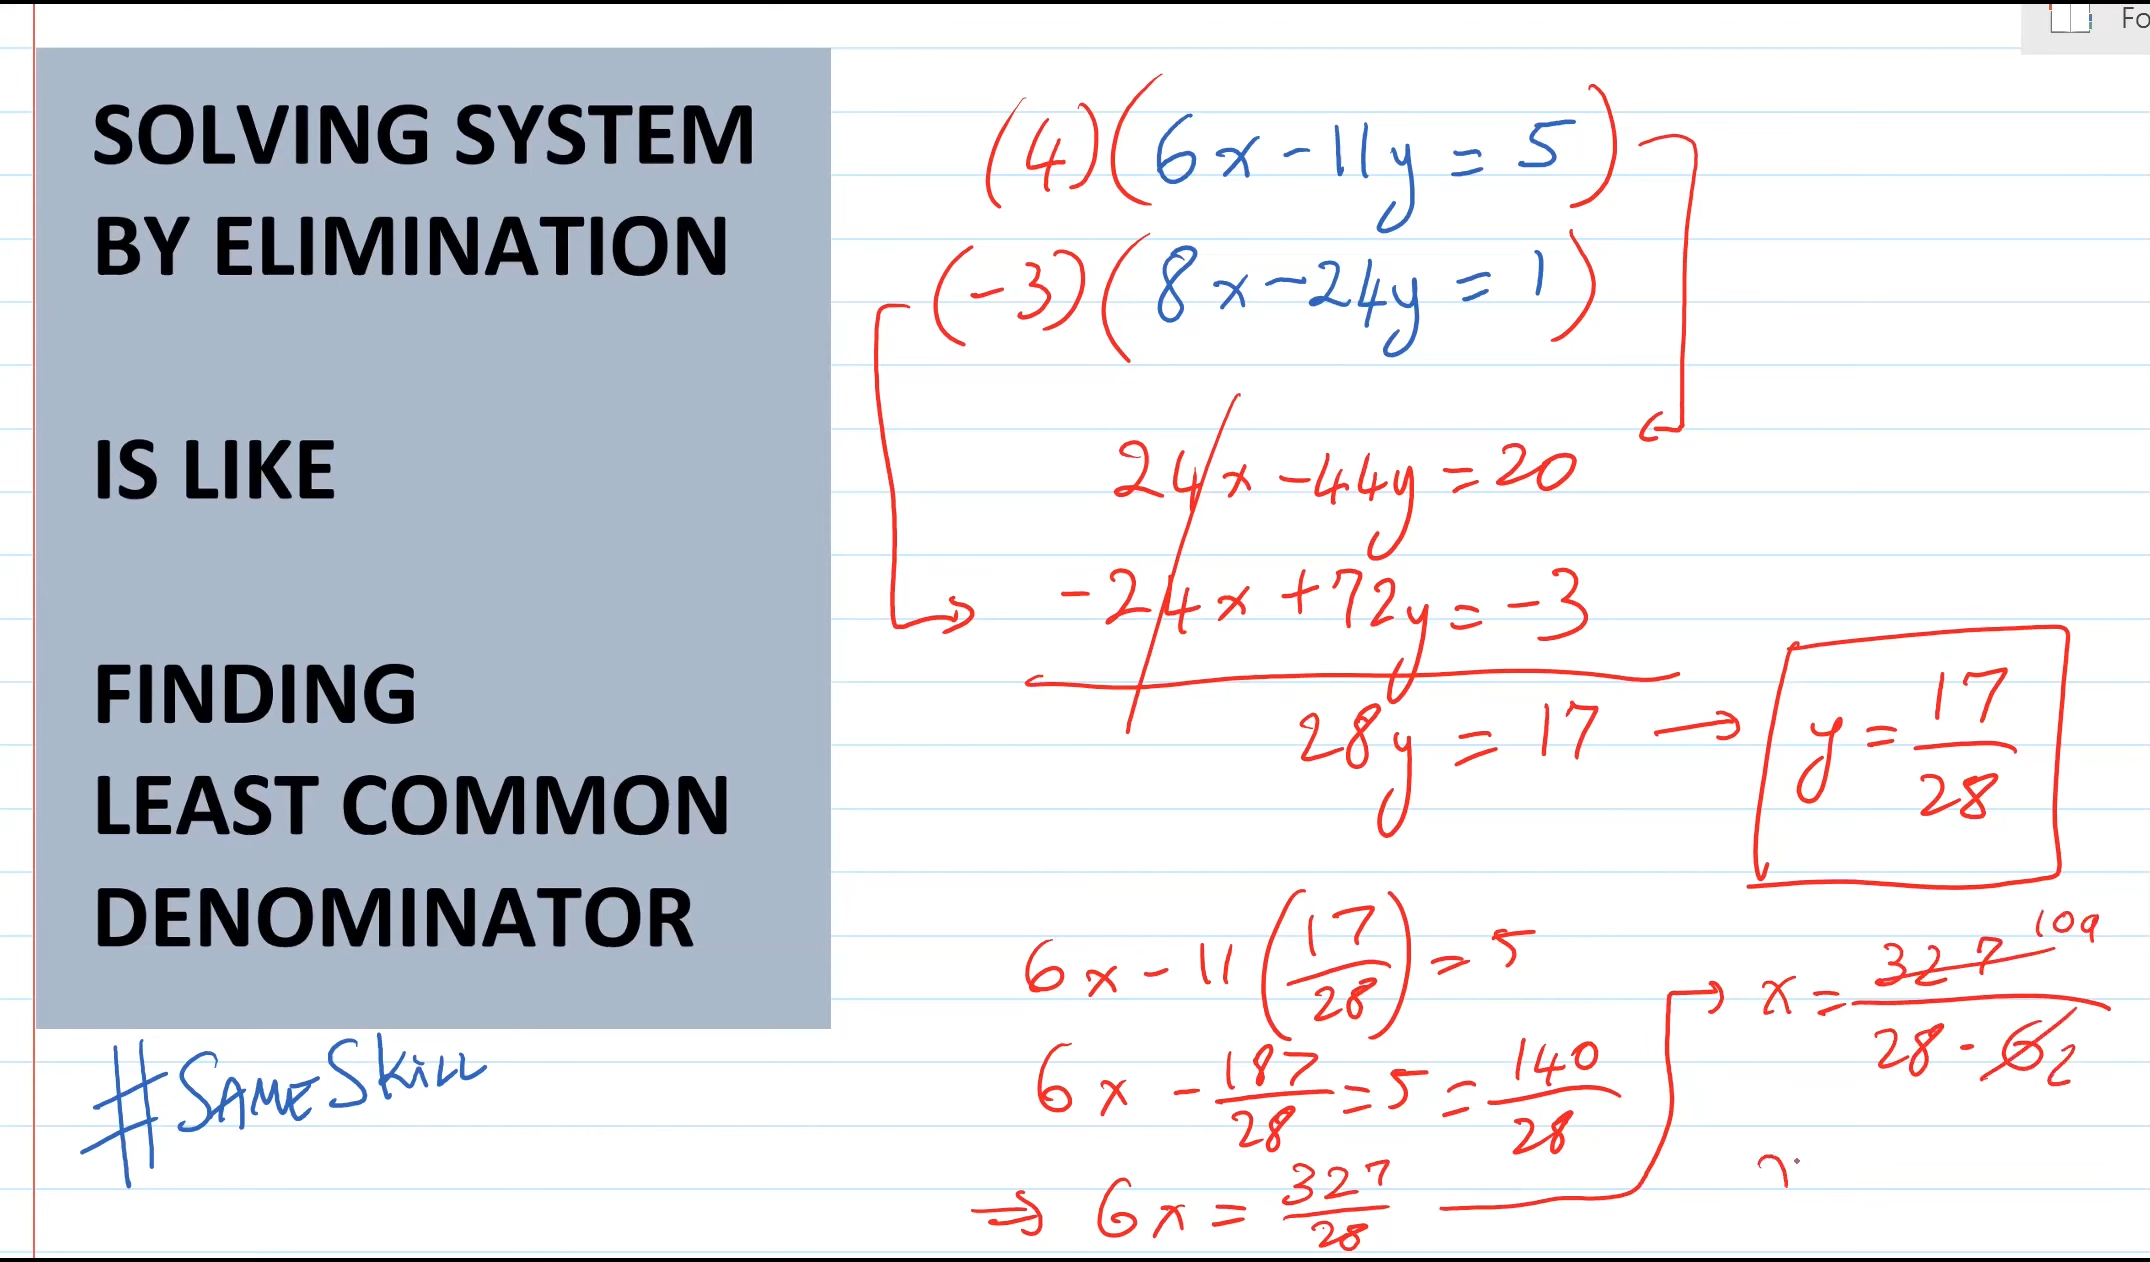 SOLVING SYSTEM
BY ELIMINATION
IS LIKE
FINDING
LEAST COMMON
DENOMINATOR
#SAMESKILL
Fo
(4)(6x-11y=5)
(-3)(8x-24y=1)
24x-44y=20
-24x+72y=-3
28y=17 → y=17/28
6x-11(17/28)=5
6x-187/28=5=140/28
⇒ 6x=327/28
→ x=327/28·6 109 2